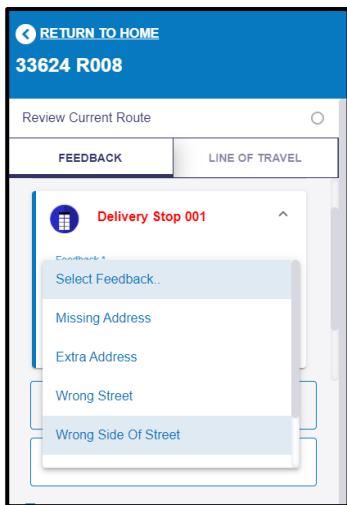 RETURN TO HOME
33624 R008
Review Current Route
FEEDBACK
LINE OF TRAVEL
Delivery Stop 001
Feedback *
Select Feedback..
Missing Address
Extra Address
Wrong Street
Wrong Side Of Street